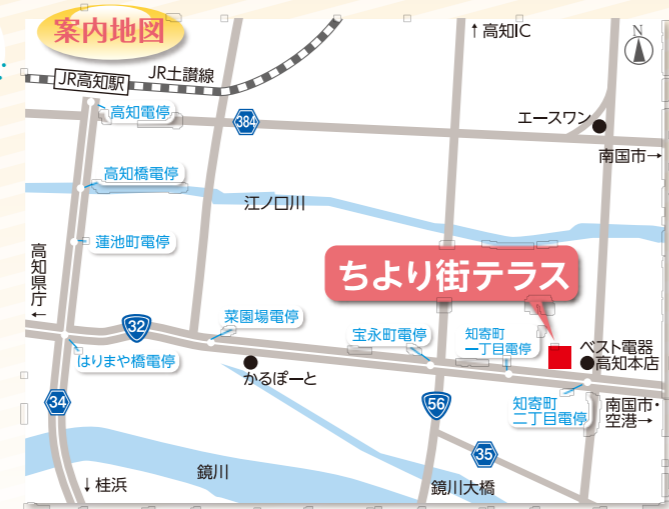 案内地図
↑高知IC
N
JR高知駅
JR土讃線
高知電停
384
エースワン
南国市→
高知橋電停
江ノ口川
蓮池町電停
高知県庁←
ちより街テラス
32
菜園場電停
宝永町電停
知寄町
一丁目電停
ベスト電器
高知本店
はりまや橋電停
かるぽーと
34
56
知寄町
二丁目電停
南国市・
空港→
35
鏡川
↓桂浜
鏡川大橋